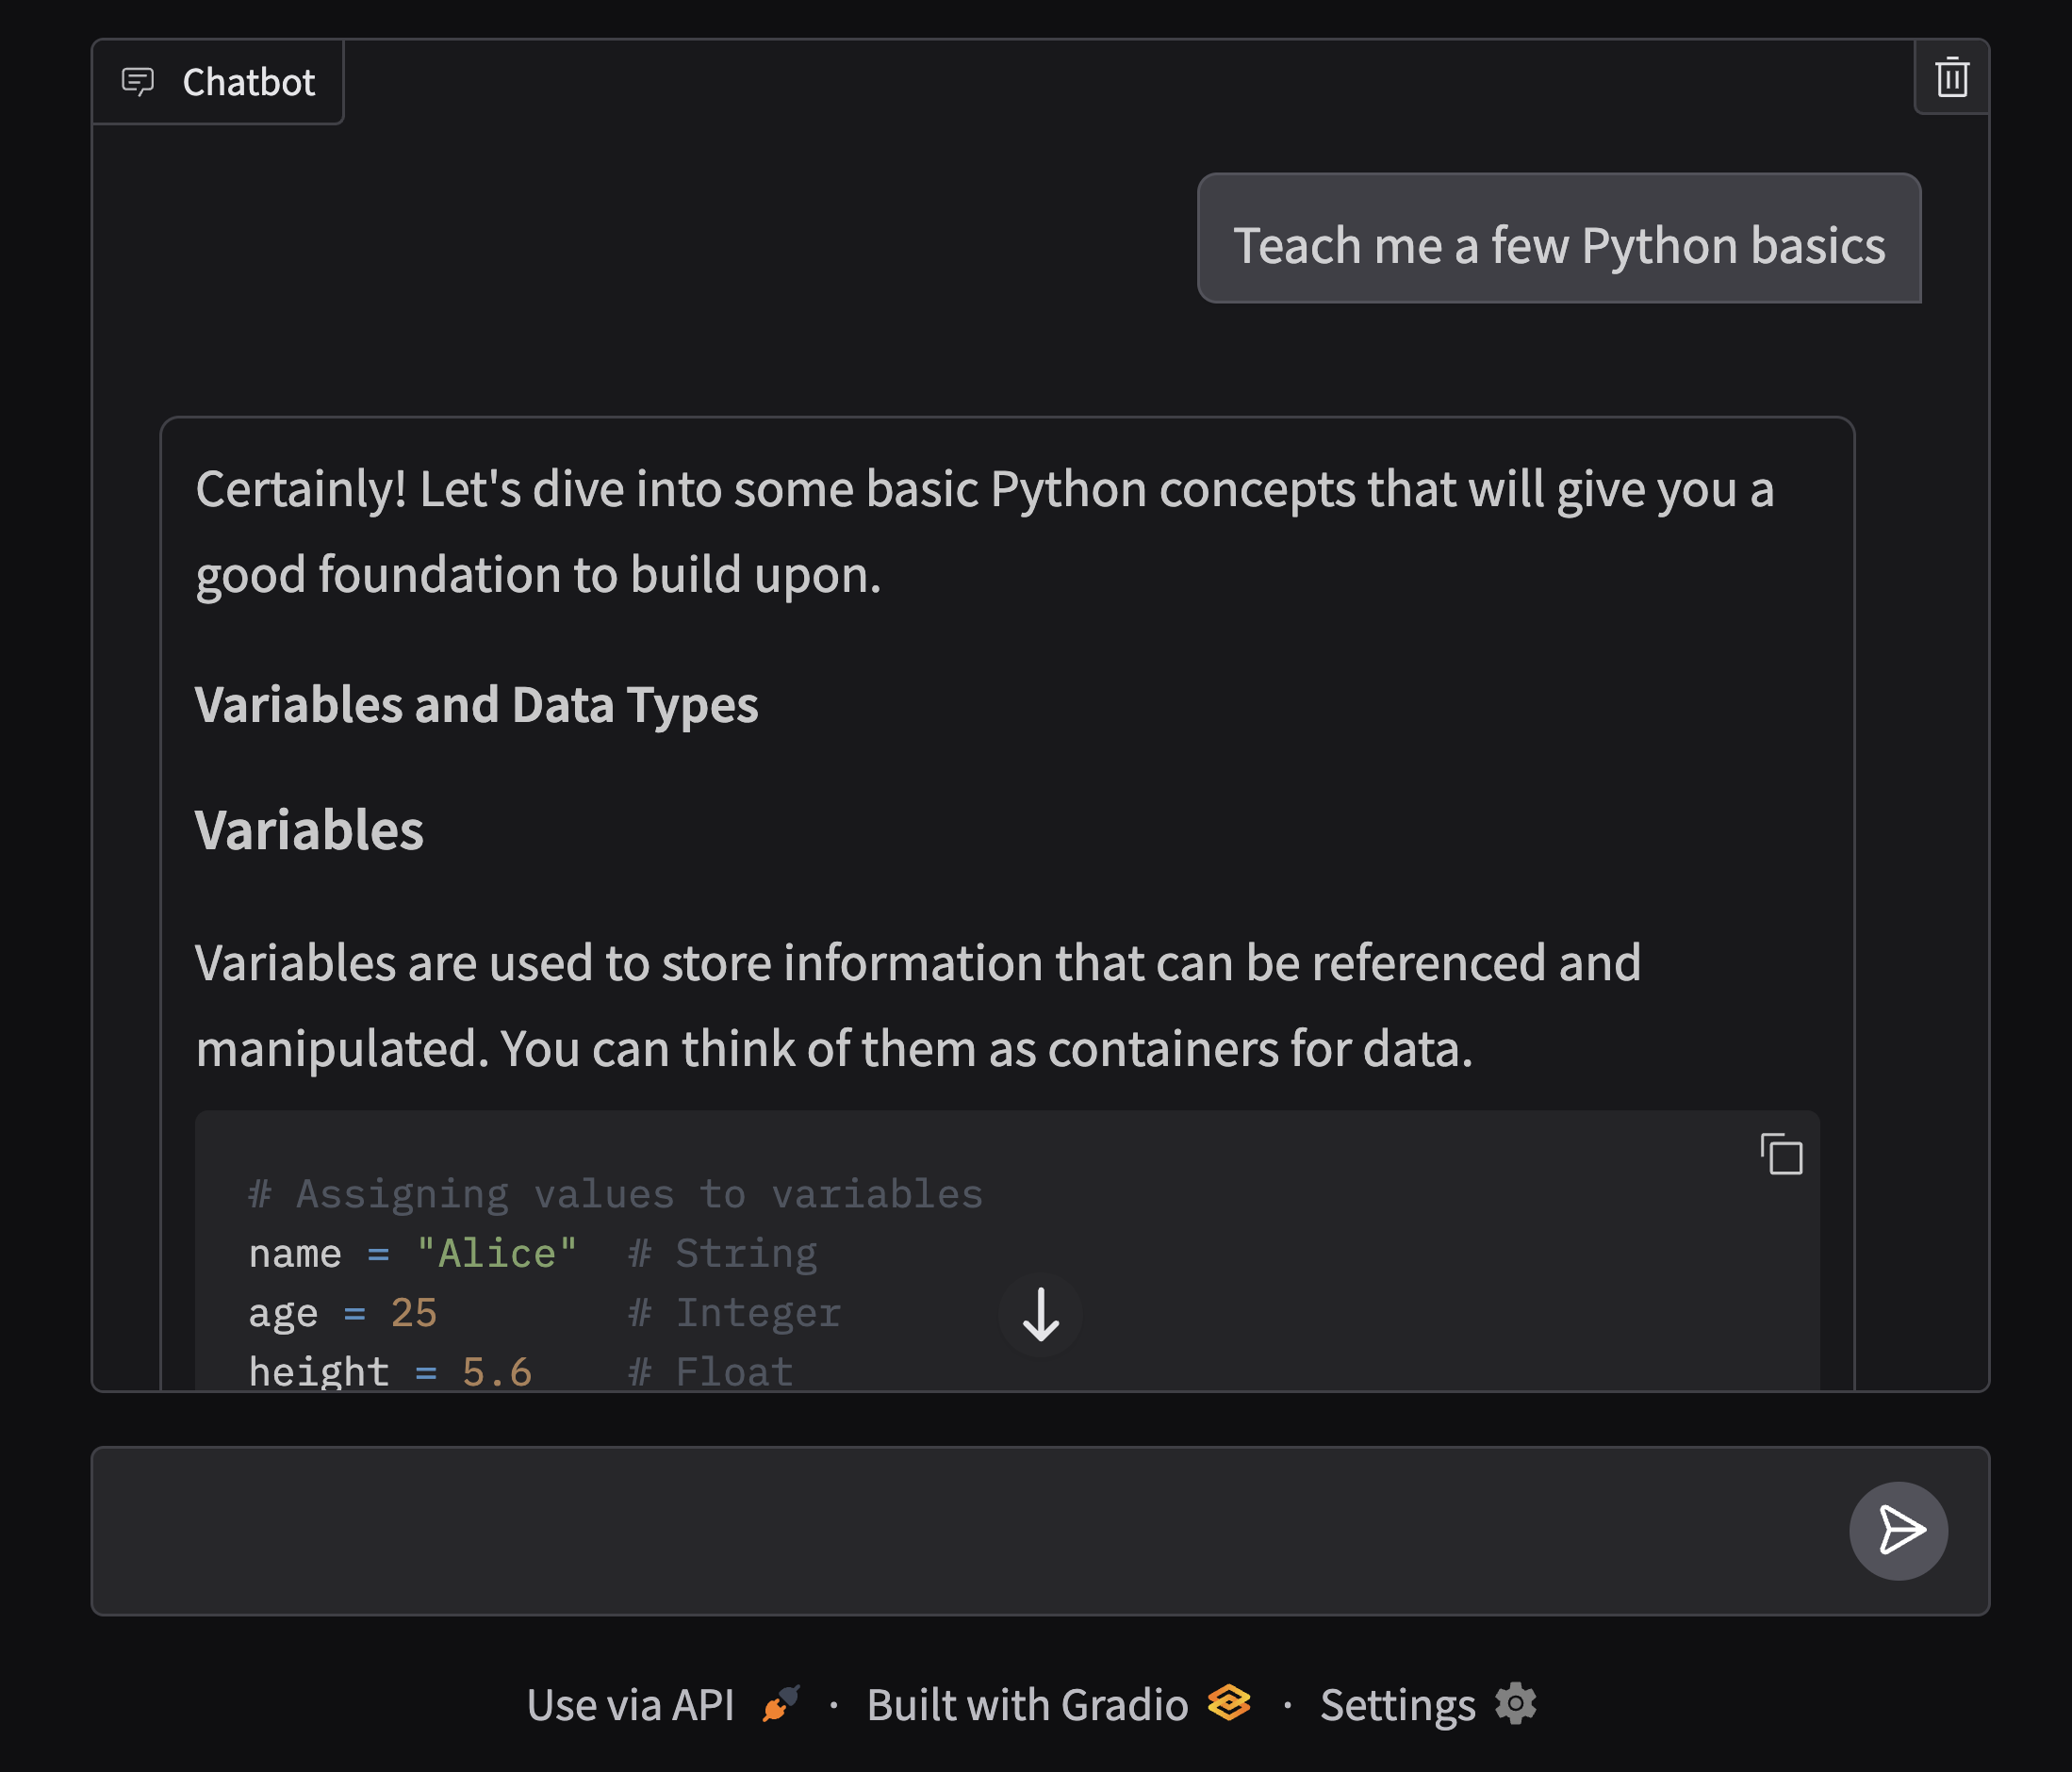 Chatbot
Teach me a few Python basics
Certainly! Let's dive into some basic Python concepts that will give you a
good foundation to build upon.
Variables and Data Types
Variables
Variables are used to store information that can be referenced and
manipulated. You can think of them as containers for data.
# Assigning values to variables
name = "Alice"  # String
age = 25        # Integer
height = 5.6    # Float
Use via API · Built with Gradio · Settings